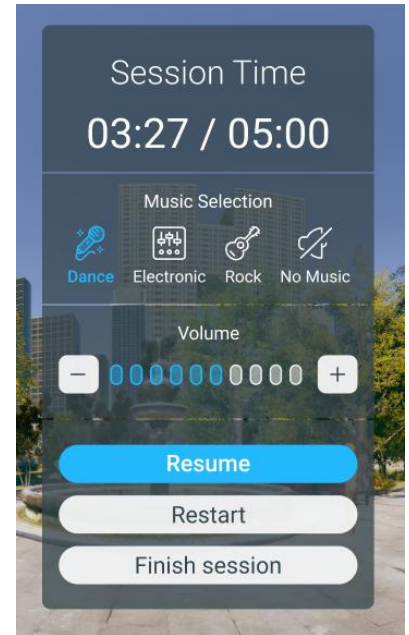 Session Time
03:27 / 05:00
Music Selection
Dance Electronic Rock No Music
Volume
− +
Resume
Restart
Finish session